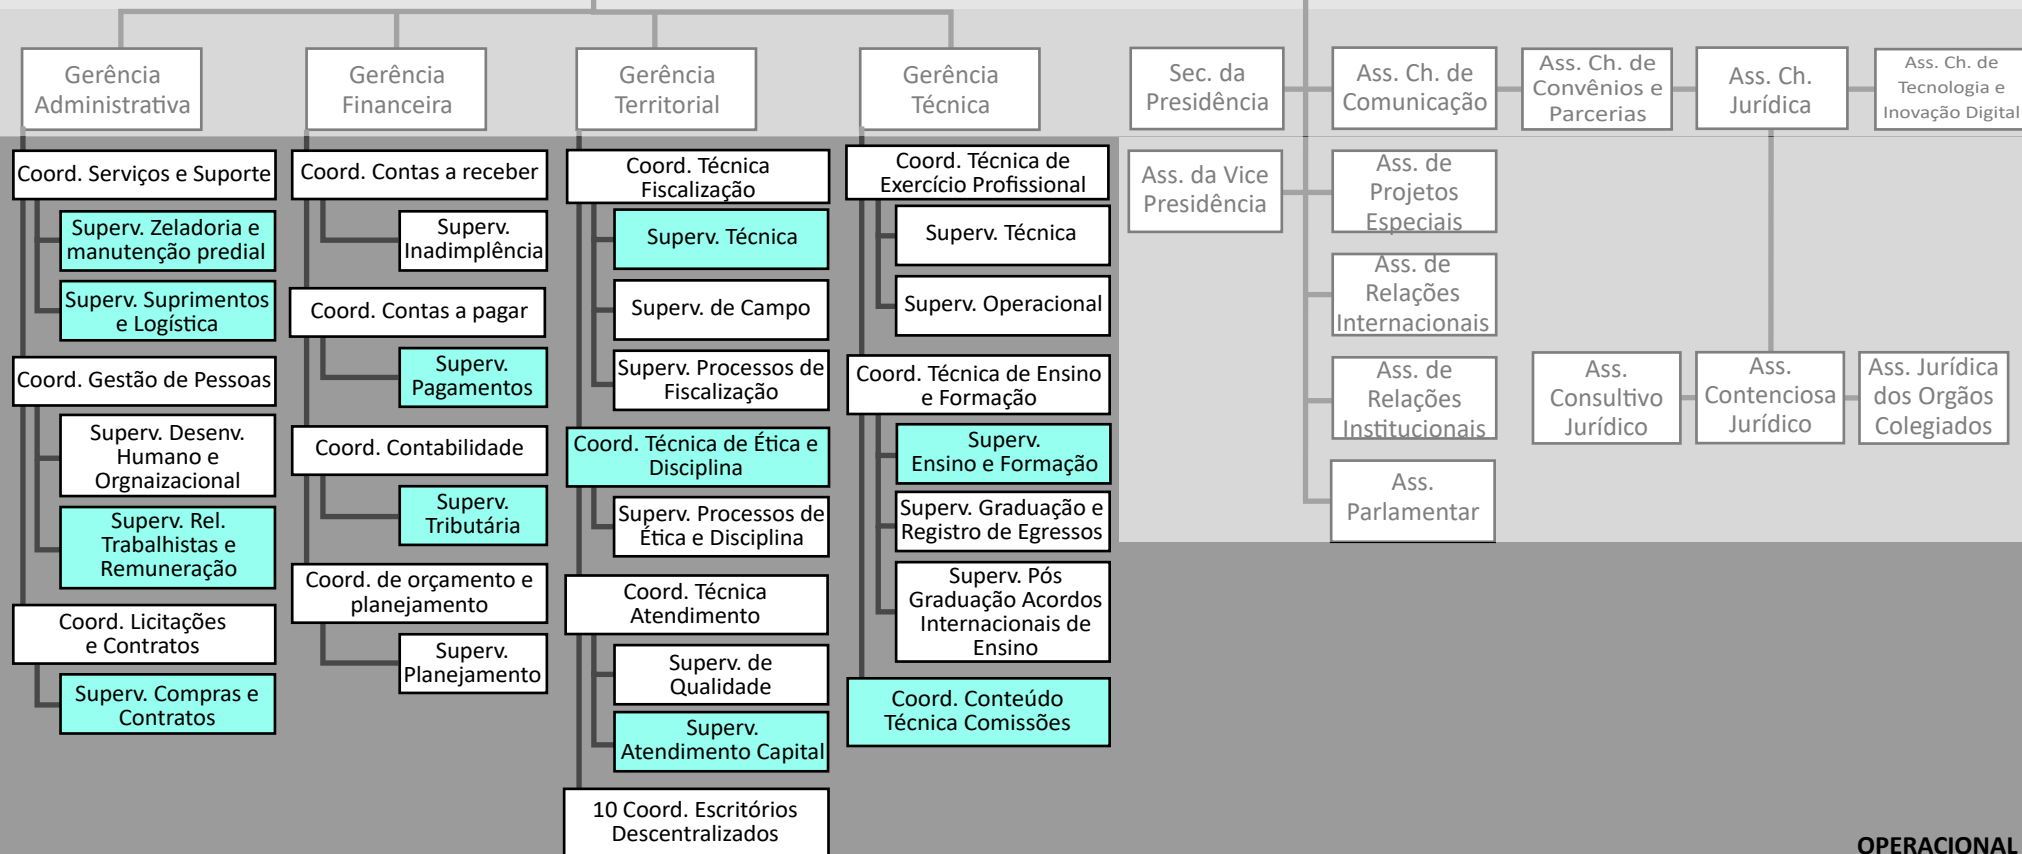 Gerência
Administrativa
Gerência
Financeira
Gerência
Territorial
Gerência
Técnica
Sec. da
Presidência
Ass. Ch. de
Comunicação
Ass. Ch. de
Convênios e
Parcerias
Ass. Ch.
Jurídica
Ass. Ch. de
Tecnologia e
Inovação Digital
Coord. Serviços e Suporte
Superv. Zeladoria e
manutenção predial
Superv. Suprimentos
e Logística
Coord. Gestão de Pessoas
Superv. Desenv.
Humano e
Orgnaizacional
Superv. Rel.
Trabalhistas e
Remuneração
Coord. Licitações
e Contratos
Superv. Compras e
Contratos
Coord. Contas a receber
Superv.
Inadimplência
Coord. Contas a pagar
Superv.
Pagamentos
Coord. Contabilidade
Superv.
Tributária
Coord. de orçamento e
planejamento
Superv.
Planejamento
Coord. Técnica
Fiscalização
Superv. Técnica
Superv. de Campo
Superv. Processos de
Fiscalização
Coord. Técnica de Ética e
Disciplina
Superv. Processos de
Ética e Disciplina
Coord. Técnica
Atendimento
Superv. de
Qualidade
Superv.
Atendimento Capital
10 Coord. Escritórios
Descentralizados
Coord. Técnica de
Exercício Profissional
Superv. Técnica
Superv. Operacional
Coord. Técnica de Ensino
e Formação
Superv.
Ensino e Formação
Superv. Graduação e
Registro de Egressos
Superv. Pós
Graduação Acordos
Internacionais de
Ensino
Coord. Conteúdo
Técnica Comissões
Ass. da Vice
Presidência
Ass. de
Projetos
Especiais
Ass. de
Relações
Internacionais
Ass. de
Relações
Institucionais
Ass.
Parlamentar
Ass.
Consultivo
Jurídico
Ass.
Contenciosa
Jurídico
Ass. Jurídica
dos Orgãos
Colegiados
OPERACIONAL